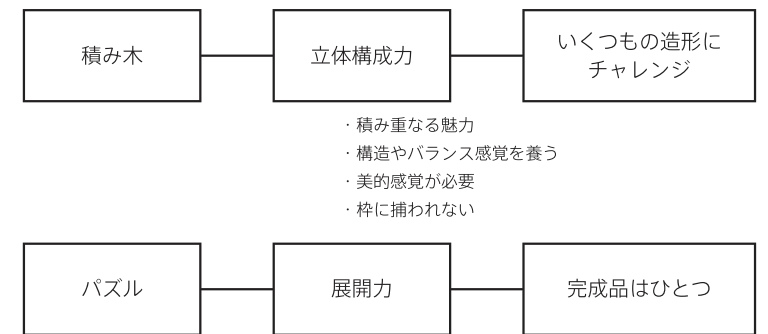 積み木
立体構成力
いくつもの造形に
チャレンジ
・積み重なる魅力
・構造やバランス感覚を養う
・美的感覚が必要
・枠に捕われない
パズル
展開力
完成品はひとつ